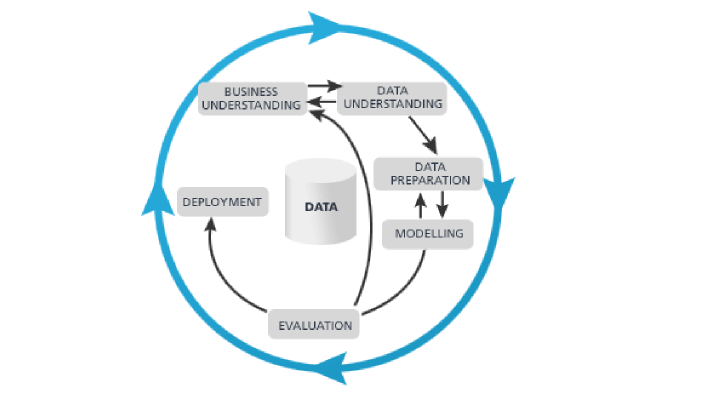 BUSINESS
UNDERSTANDING
DATA
UNDERSTANDING
DATA
PREPARATION
DEPLOYMENT
DATA
MODELLING
EVALUATION